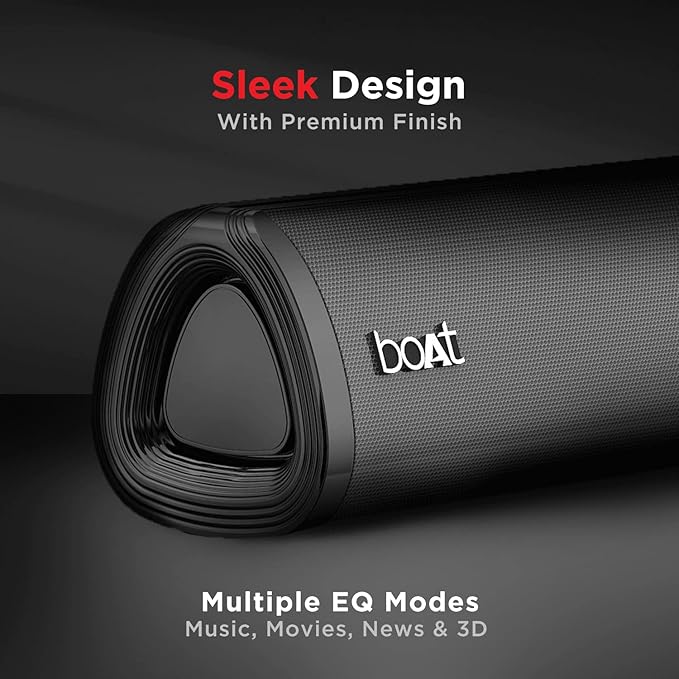 Sleek Design
With Premium Finish
boAt
Multiple EQ Modes
Music, Movies, News & 3D